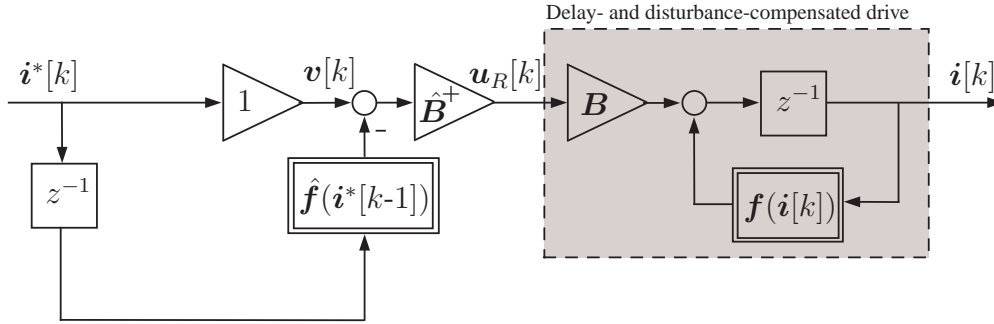 Delay- and disturbance-compensated drive
i*[k]
1
v[k]
-
B̂⁺
u_R[k]
B
z⁻¹
i[k]
z⁻¹
f̂(i*[k-1])
f(i[k])